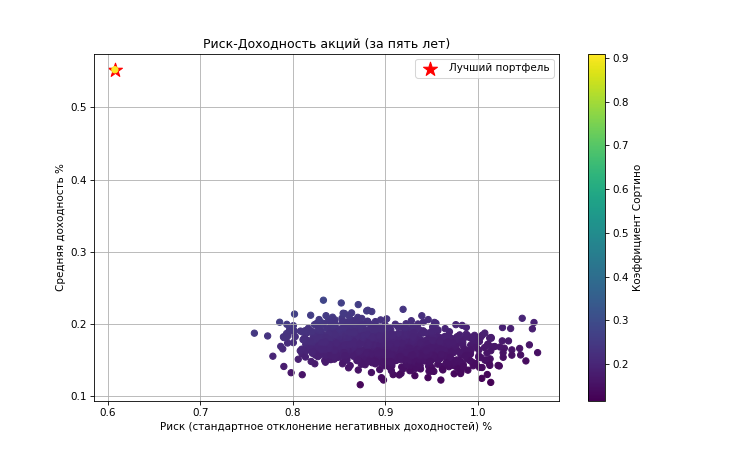 Риск-Доходность акций (за пять лет)
Лучший портфель
Средняя доходность %
0.5
0.4
0.3
0.2
0.1
0.6 0.7 0.8 0.9 1.0
Риск (стандартное отклонение негативных доходностей) %
0.9
0.8
0.7
0.6
0.5
0.4
0.3
0.2
Коэффициент Сортино